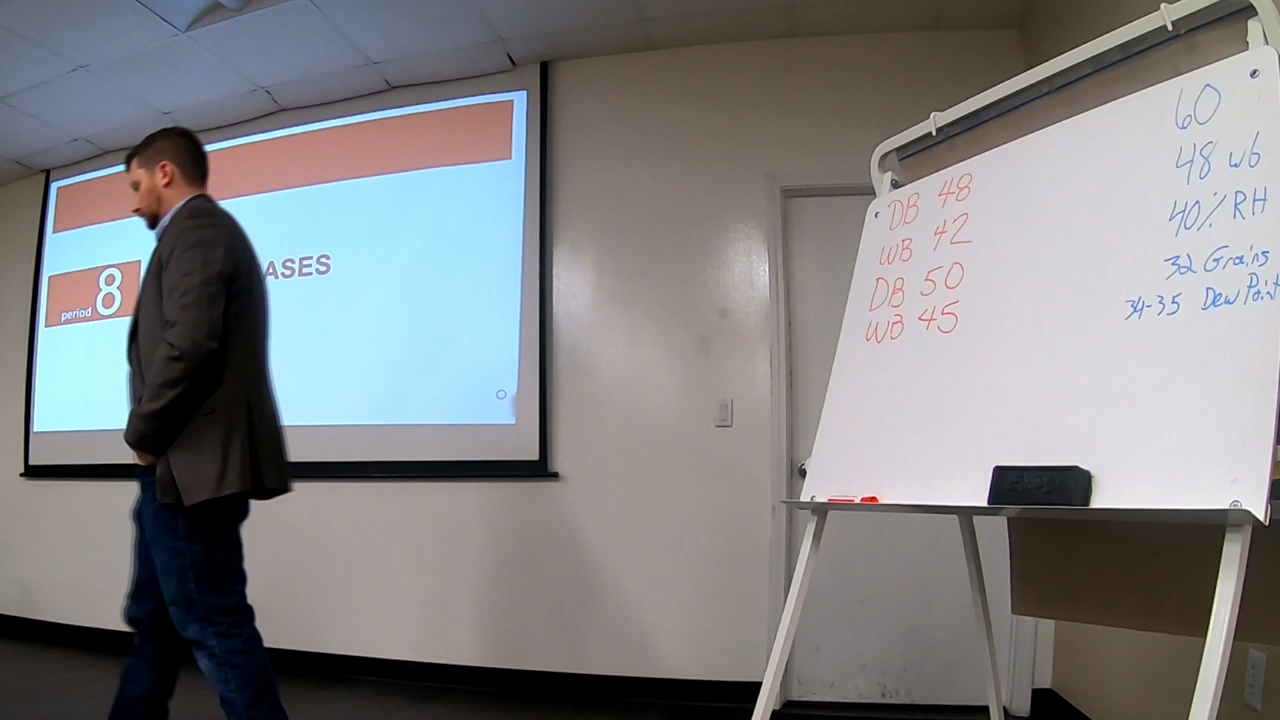 8
period
ASES
DB 48
WB 42
DB 50
WB 45
60
48 wb
40% RH
32 Grains
34-35 Dew Point